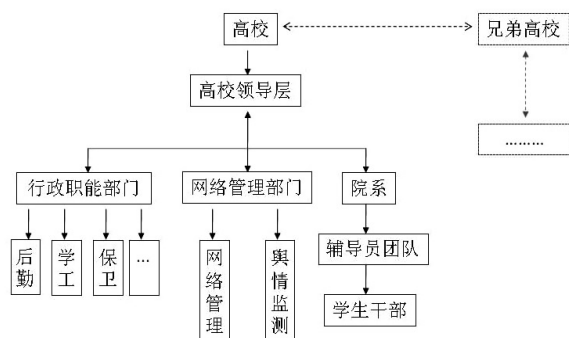 高校
兄弟高校
高校领导层
………
行政职能部门
网络管理部门
院系
后勤
学工
保卫
...
网络管理
舆情监测
辅导员团队
学生干部